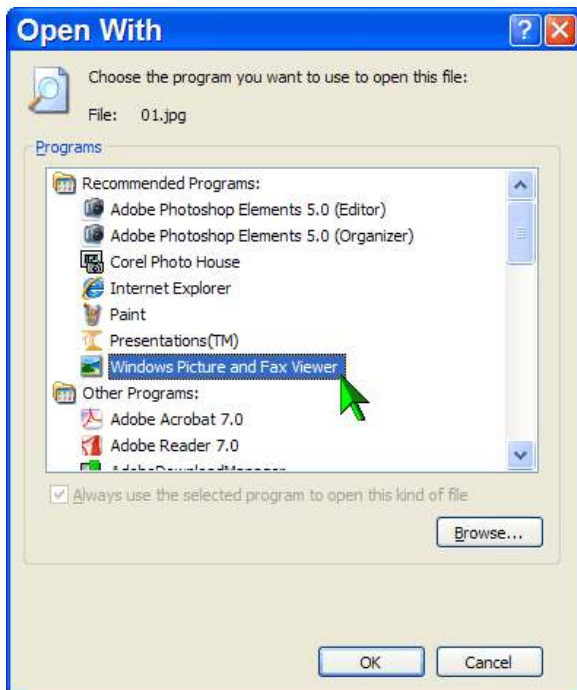 Open With
Choose the program you want to use to open this file:
File: 01.jpg
Programs
Recommended Programs:
Adobe Photoshop Elements 5.0 (Editor)
Adobe Photoshop Elements 5.0 (Organizer)
Corel Photo House
Internet Explorer
Paint
Presentations(TM)
Windows Picture and Fax Viewer
Other Programs:
Adobe Acrobat 7.0
Adobe Reader 7.0
AdobeDownloadManager
Always use the selected program to open this kind of file
Browse...
OK Cancel